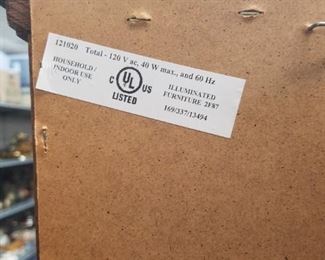 121020 Total - 120 V ac, 40 W max., and 60 Hz
HOUSEHOLD/
INDOOR USE
ONLY
C UL US
LISTED
ILLUMINATED
FURNITURE 2F87
169/337/13494